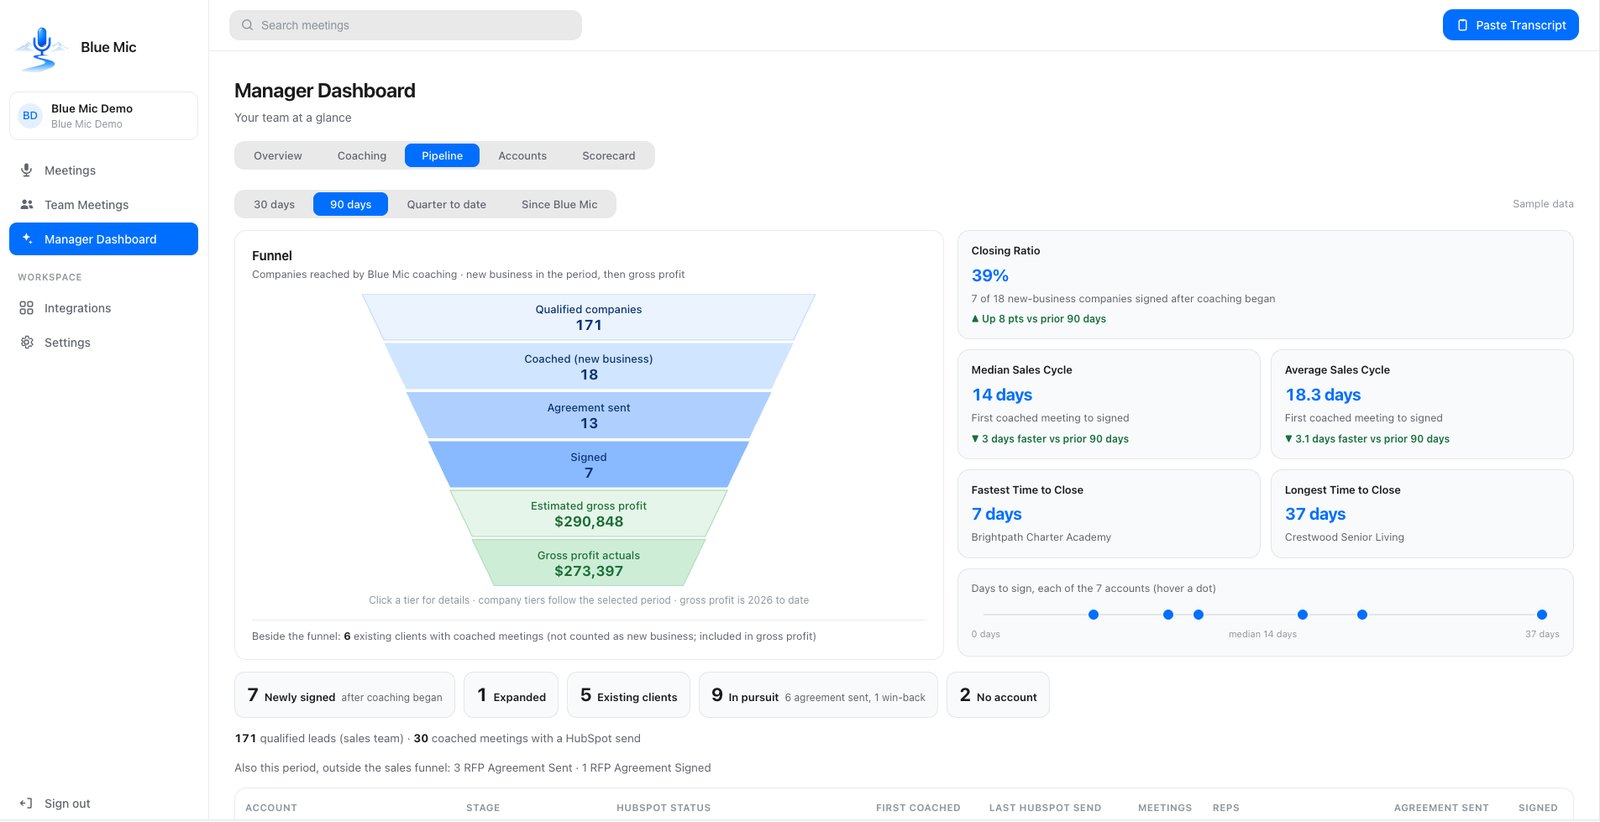 Blue Mic
Search meetings
Paste Transcript
BD
Blue Mic Demo
Blue Mic Demo
Meetings
Team Meetings
Manager Dashboard
WORKSPACE
Integrations
Settings
Sign out
Manager Dashboard
Your team at a glance
Overview Coaching Pipeline Accounts Scorecard
30 days 90 days Quarter to date Since Blue Mic
Sample data
Funnel
Companies reached by Blue Mic coaching · new business in the period, then gross profit
Qualified companies
171
Coached (new business)
18
Agreement sent
13
Signed
7
Estimated gross profit
$290,848
Gross profit actuals
$273,397
Click a tier for details · company tiers follow the selected period · gross profit is 2026 to date
Beside the funnel: 6 existing clients with coached meetings (not counted as new business; included in gross profit)
Closing Ratio
39%
7 of 18 new-business companies signed after coaching began
▲ Up 8 pts vs prior 90 days
Median Sales Cycle
14 days
First coached meeting to signed
▼ 3 days faster vs prior 90 days
Average Sales Cycle
18.3 days
First coached meeting to signed
▼ 3.1 days faster vs prior 90 days
Fastest Time to Close
7 days
Brightpath Charter Academy
Longest Time to Close
37 days
Crestwood Senior Living
Days to sign, each of the 7 accounts (hover a dot)
0 days median 14 days 37 days
7 Newly signed after coaching began
1 Expanded
5 Existing clients
9 In pursuit 6 agreement sent, 1 win-back
2 No account
171 qualified leads (sales team) · 30 coached meetings with a HubSpot send
Also this period, outside the sales funnel: 3 RFP Agreement Sent · 1 RFP Agreement Signed
ACCOUNT STAGE HUBSPOT STATUS FIRST COACHED LAST HUBSPOT SEND MEETINGS REPS AGREEMENT SENT SIGNED